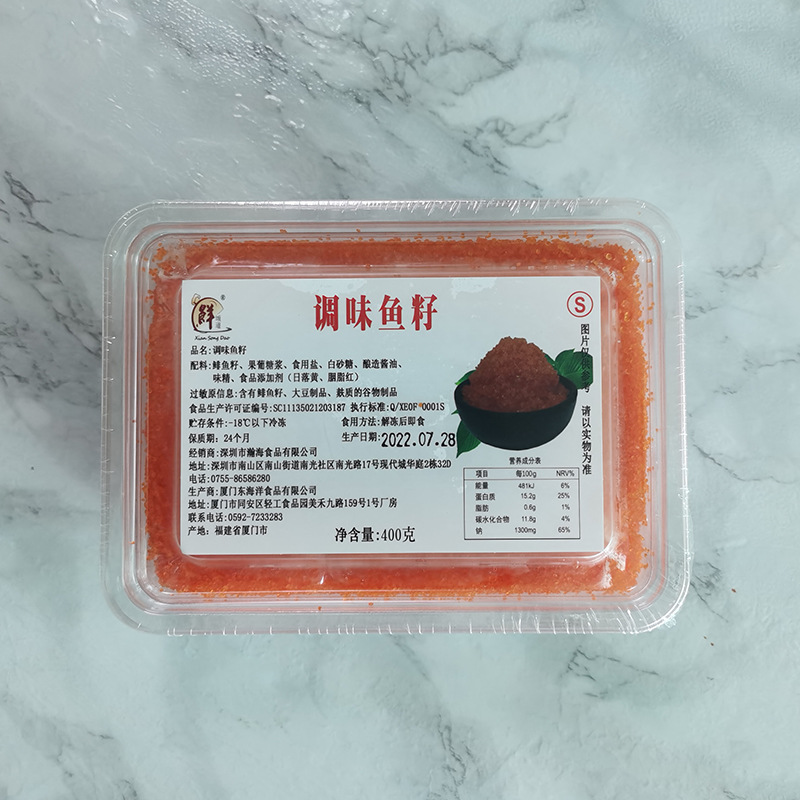 鲜
味道
®
Xian Song Dao
调味鱼籽
S
图片仅供参考 请以实物为准
品名:调味鱼籽
配料:鲱鱼籽、果葡糖浆、食用盐、白砂糖、酿造酱油、
味精、食品添加剂(日落黄、胭脂红)
过敏原信息:含有鲱鱼籽、大豆制品、麸质的谷物制品
食品生产许可证编号:SC11135021203187 执行标准:Q/XEOF 0001S
贮存条件:-18℃以下冷冻 食用方法:解冻后即食
保质期:24个月 生产日期:2022.07.28
经销商:深圳市瀚海食品有限公司
地址:深圳市南山区南山街道南光社区南光路17号现代城华庭2栋32D
电话:0755-86586280
生产商:厦门东海洋食品有限公司
地址:厦门市同安区轻工食品园美禾九路159号1号厂房
联系电话:0592-7233283
产地:福建省厦门市
净含量:400克
营养成分表
项目 每100g NRV%
能量 481kJ 6%
蛋白质 15.2g 25%
脂肪 0.6g 1%
碳水化合物 11.8g 4%
钠 1300mg 65%